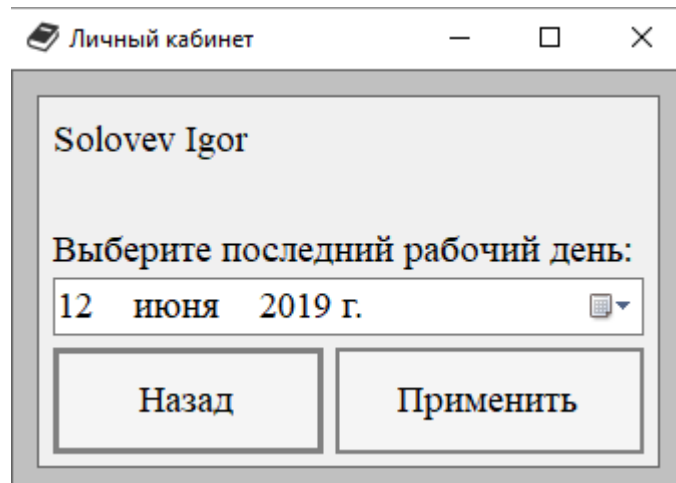 Личный кабинет
Solovev Igor
Выберите последний рабочий день:
12 июня 2019 г.
Назад Применить